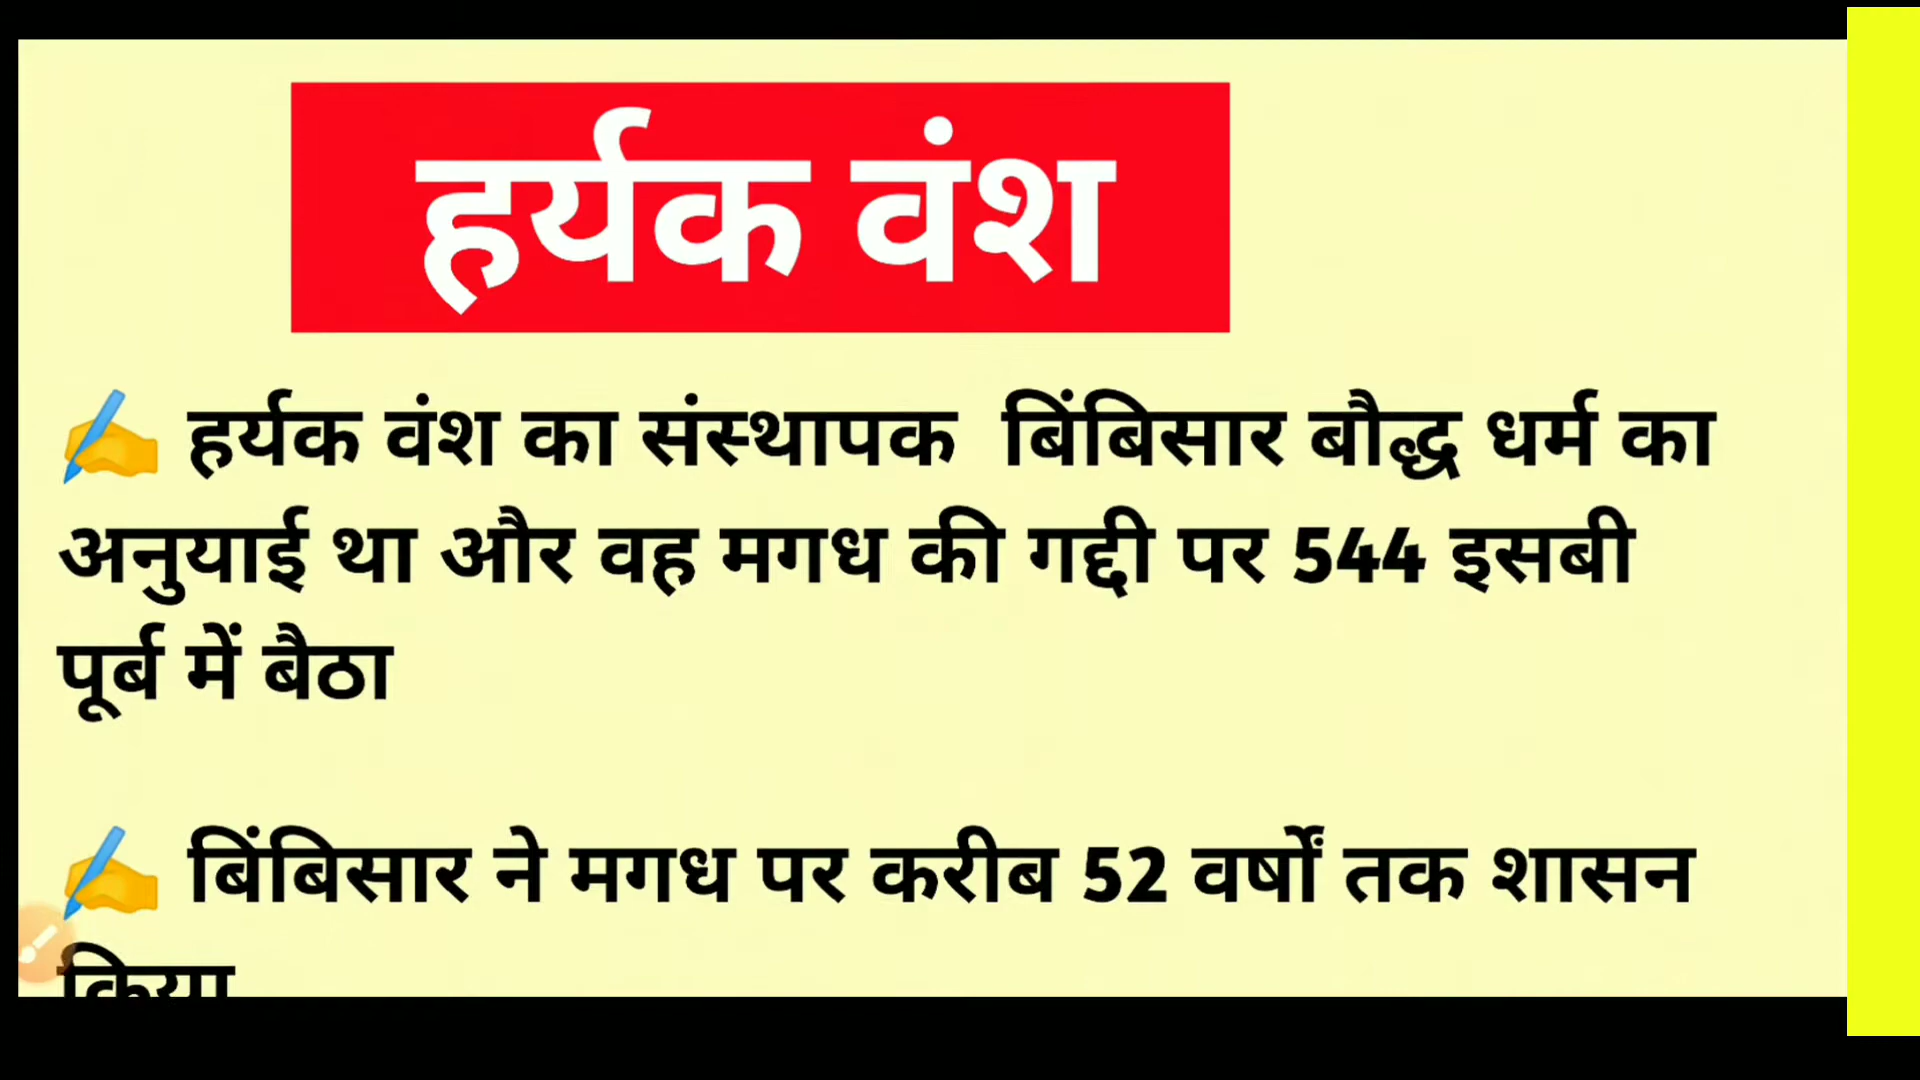 हर्यक वंश
✍️ हर्यक वंश का संस्थापक बिंबिसार बौद्ध धर्म का
अनुयाई था और वह मगध की गद्दी पर 544 इसबी
पूर्ब में बैठा
✍️ बिंबिसार ने मगध पर करीब 52 वर्षों तक शासन
किया